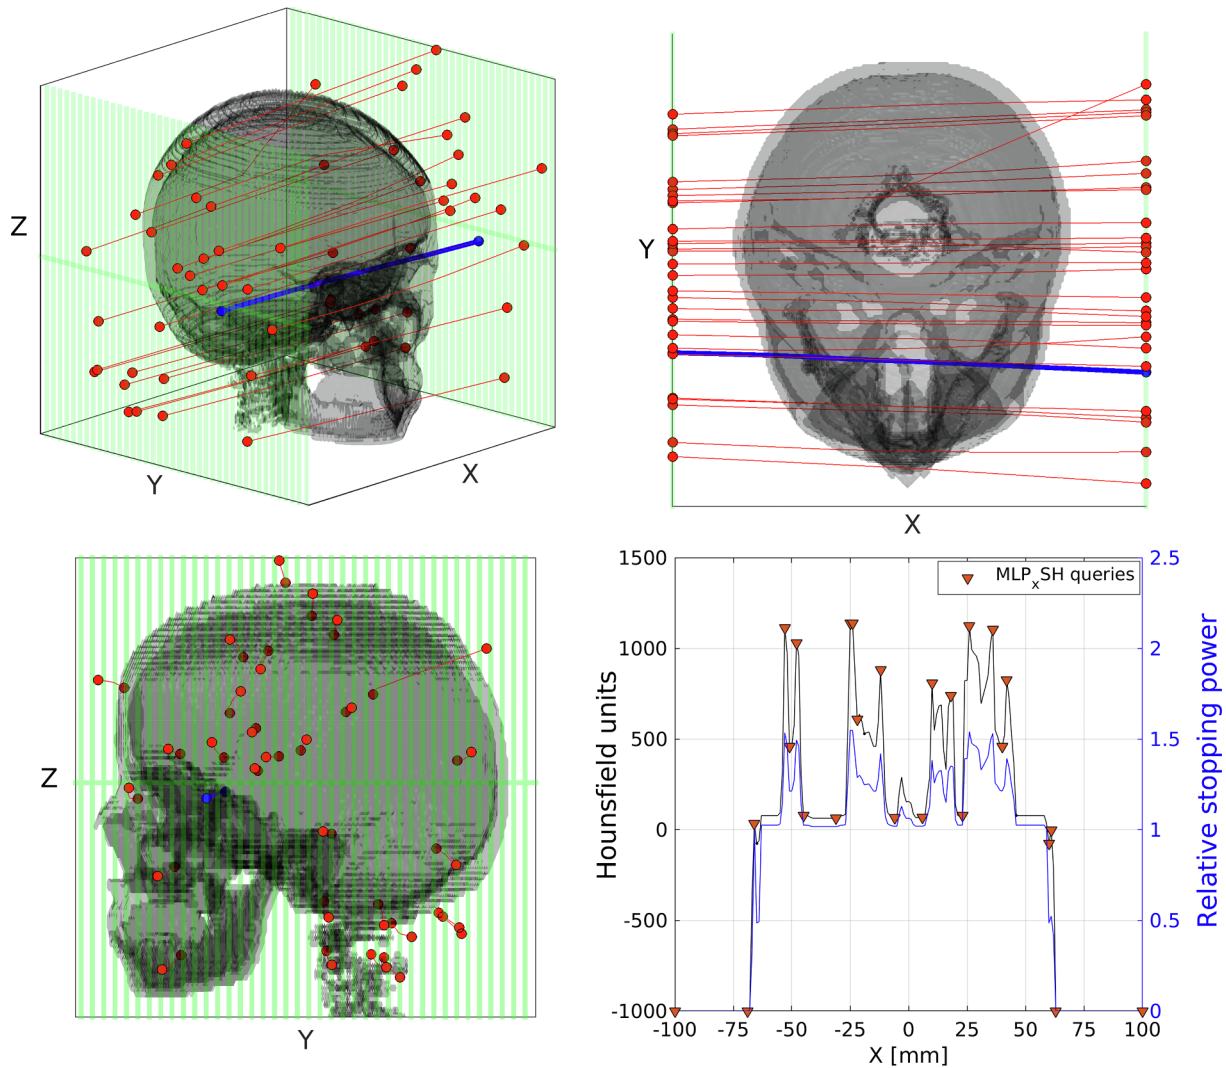 Z
Y
X
Y
X
Z
Y
1500
1000
500
0
-500
-1000
Hounsfield units
MLPxSH queries
2.5
2
1.5
1
0.5
0
Relative stopping power
-100
-75
-50
-25
0
25
50
75
100
X [mm]